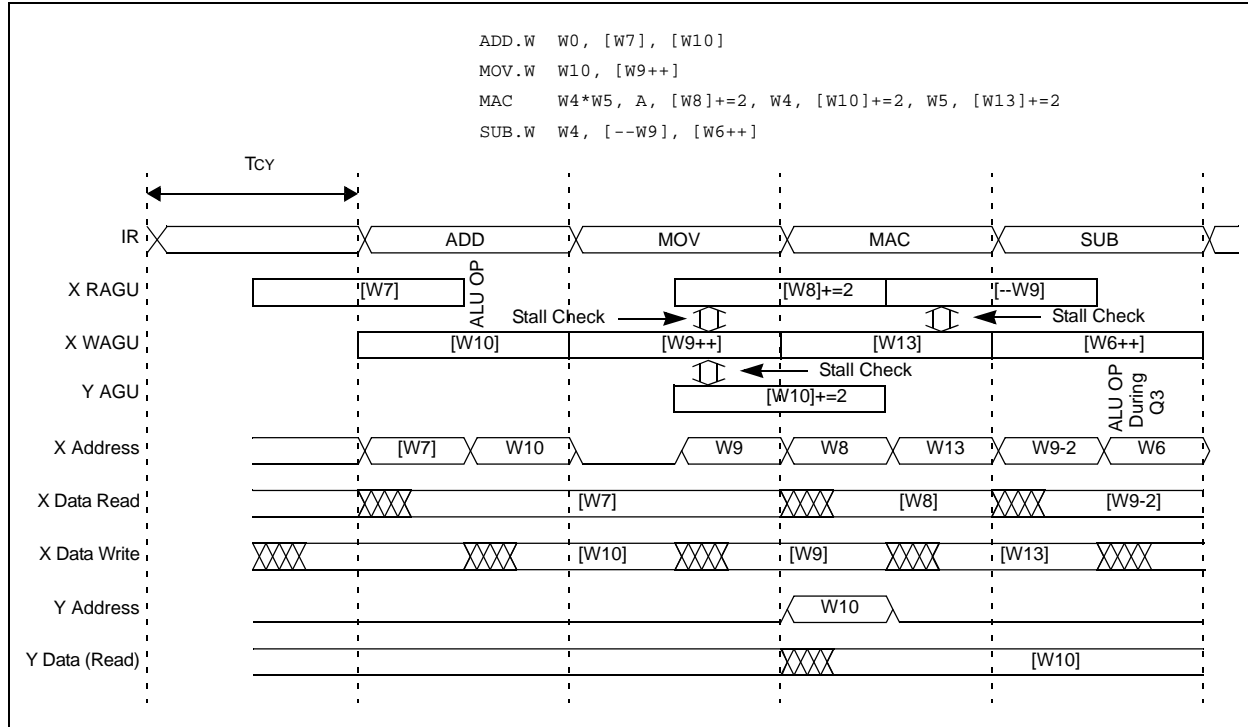 ADD.W W0, [W7], [W10]
MOV.W W10, [W9++]
MAC W4*W5, A, [W8]+=2, W4, [W10]+=2, W5, [W13]+=2
SUB.W W4, [--W9], [W6++]
TCY
IR ADD MOV MAC SUB
X RAGU [W7] ALU OP [W8]+=2 [--W9]
Stall Check Stall Check
X WAGU [W10] [W9++] [W13] [W6++]
Stall Check
Y AGU [W10]+=2 ALU OP During Q3
X Address [W7] W10 W9 W8 W13 W9-2 W6
X Data Read [W7] [W8] [W9-2]
X Data Write [W10] [W9] [W13]
Y Address W10
Y Data (Read) [W10]